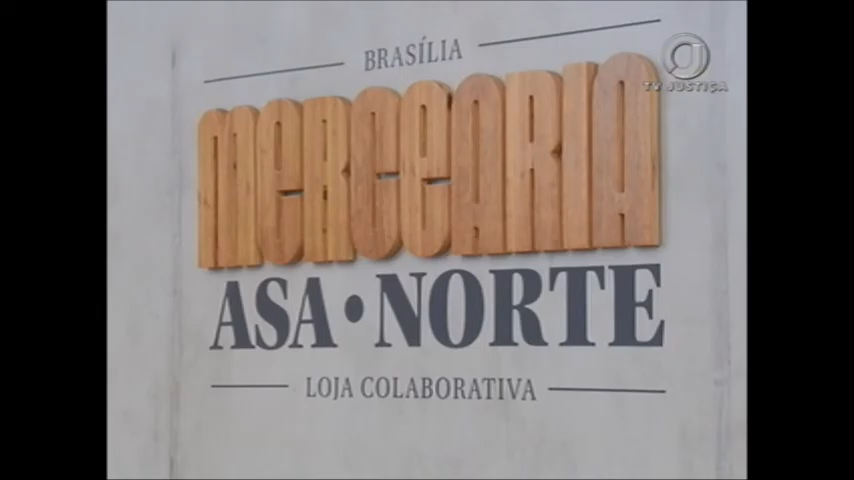 BRASÍLIA
MERCEARIA
ASA•NORTE
LOJA COLABORATIVA
TV JUSTIÇA